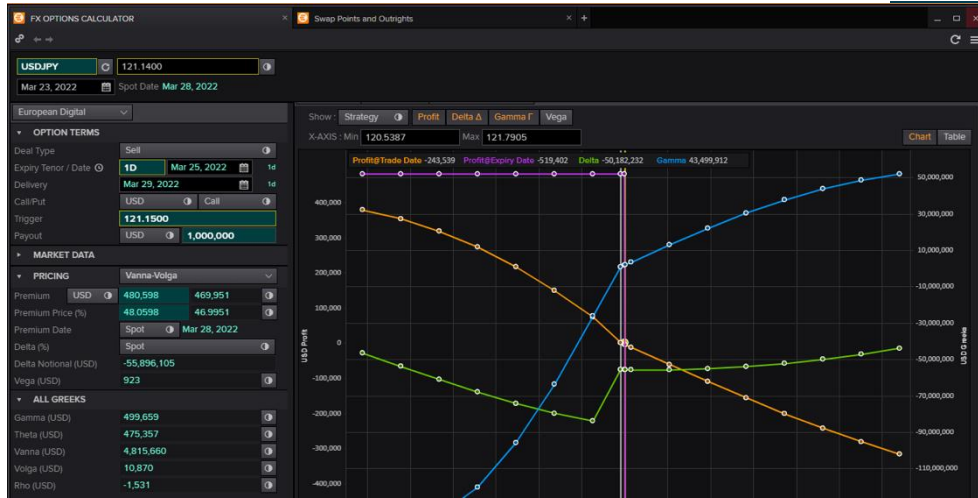 FX OPTIONS CALCULATOR
Swap Points and Outrights
USDJPY 121.1400
Mar 23, 2022 Spot Date Mar 28, 2022
European Digital
OPTION TERMS
Deal Type Sell
Expiry Tenor / Date 1D Mar 25, 2022 1d
Delivery Mar 29, 2022 1d
Call/Put USD Call
Trigger 121.1500
Payout USD 1,000,000
MARKET DATA
PRICING Vanna-Volga
Premium USD 480,598 469,951
Premium Price (%) 48.0598 46.9951
Premium Date Spot Mar 28, 2022
Delta (%) Spot
Delta Notional (USD) -55,896,105
Vega (USD) 923
ALL GREEKS
Gamma (USD) 499,659
Theta (USD) 475,357
Vanna (USD) 4,815,660
Volga (USD) 10,870
Rho (USD) -1,531
Show : Strategy Profit Delta Δ Gamma Γ Vega
X-AXIS : Min 120.5387 Max 121.7905
Chart Table
Profit@Trade Date -243,539 Profit@Expiry Date -519,402 Delta -50,182,232 Gamma 43,499,912
400,000
300,000
200,000
100,000
0
-100,000
-200,000
-300,000
-400,000
USD Profit
50,000,000
30,000,000
10,000,000
-10,000,000
-30,000,000
-50,000,000
-70,000,000
-90,000,000
-110,000,000
USD Greeks